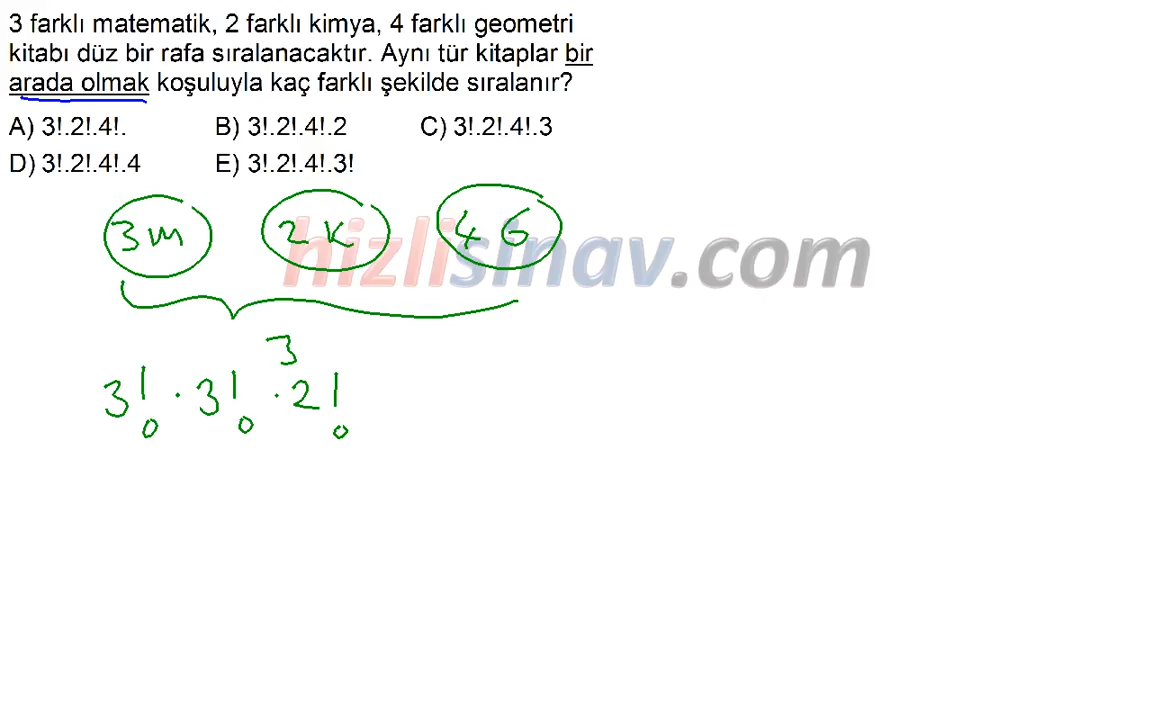 3 farklı matematik, 2 farklı kimya, 4 farklı geometri
kitabı düz bir rafa sıralanacaktır. Aynı tür kitaplar bir
arada olmak koşuluyla kaç farklı şekilde sıralanır?
A) 3!.2!.4!. B) 3!.2!.4!.2 C) 3!.2!.4!.3
D) 3!.2!.4!.4 E) 3!.2!.4!.3!
3M 2K 4G
hizlisinav.com
3
3! . 3! . 2!